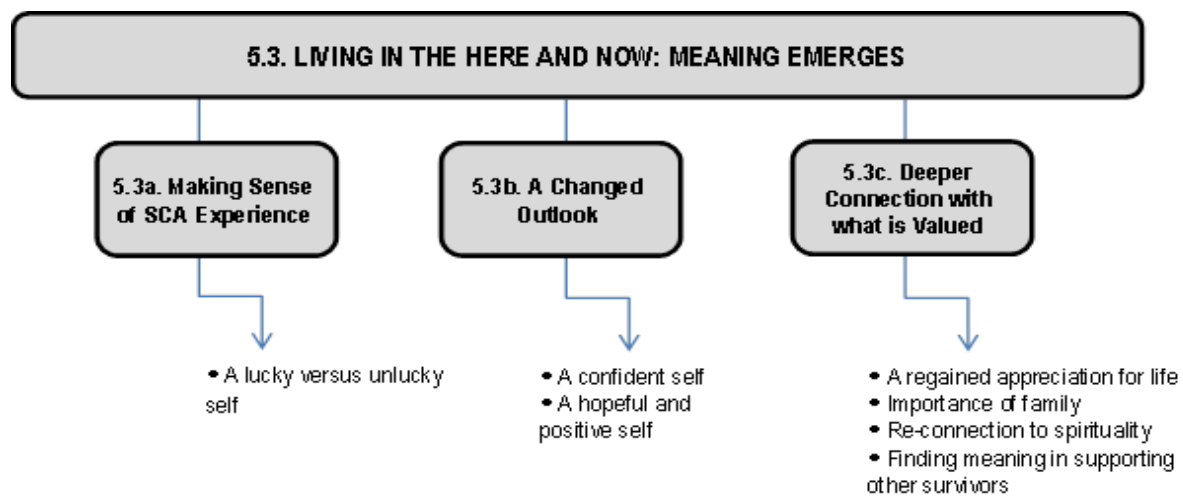 5.3. LIVING IN THE HERE AND NOW: MEANING EMERGES
5.3a. Making Sense
of SCA Experience
5.3b. A Changed
Outlook
5.3c. Deeper
Connection with
what is Valued
• A lucky versus unlucky
self
• A confident self
• A hopeful and
positive self
• A regained appreciation for life
• Importance of family
• Re-connection to spirituality
• Finding meaning in supporting
other survivors